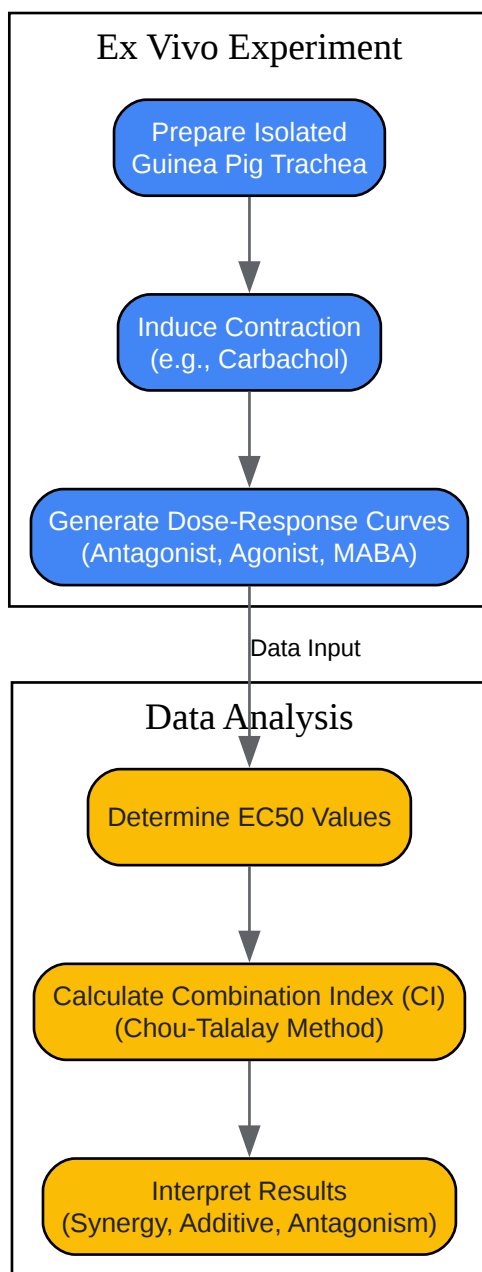 Ex Vivo Experiment
Prepare Isolated
Guinea Pig Trachea
Induce Contraction
(e.g., Carbachol)
Generate Dose-Response Curves
(Antagonist, Agonist, MABA)
Data Input
Data Analysis
Determine EC50 Values
Calculate Combination Index (CI)
(Chou-Talalay Method)
Interpret Results
(Synergy, Additive, Antagonism)